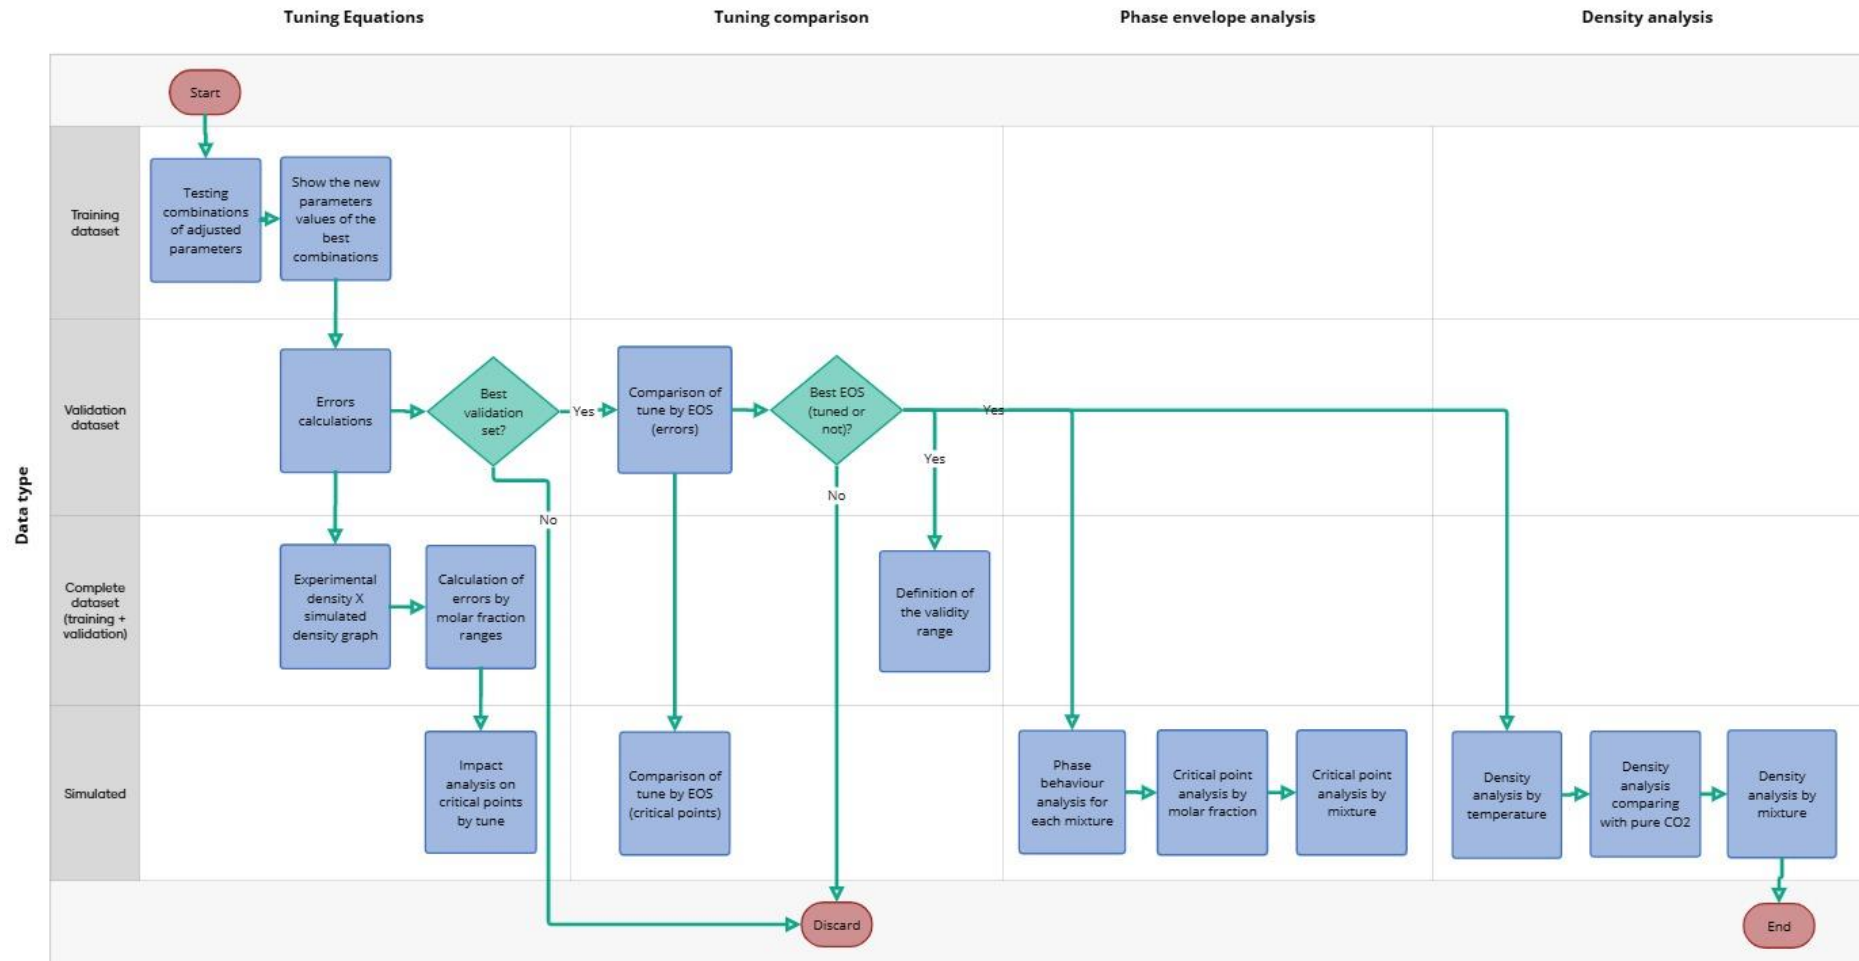 Tuning Equations
Tuning comparison
Phase envelope analysis
Density analysis
Data type
Start
Training
dataset
Testing
combinations
of adjusted
parameters
Show the new
parameters
values of the
best
combinations
Validation
dataset
Errors
calculations
Best
validation
set?
Yes
Comparison of
tune by EOS
(errors)
Best EOS
(tuned or
not)?
Yes
Yes
No
No
Complete
dataset
(training +
validation)
Experimental
density X
simulated
density graph
Calculation of
errors by
molar fraction
ranges
Definition of
the validity
range
Simulated
Impact
analysis on
critical points
by tune
Comparison of
tune by EOS
(critical points)
Phase
behaviour
analysis for
each mixture
Critical point
analysis by
molar fraction
Critical point
analysis by
mixture
Density
analysis by
temperature
Density
analysis
comparing
with pure CO2
Density
analysis by
mixture
Discard
End